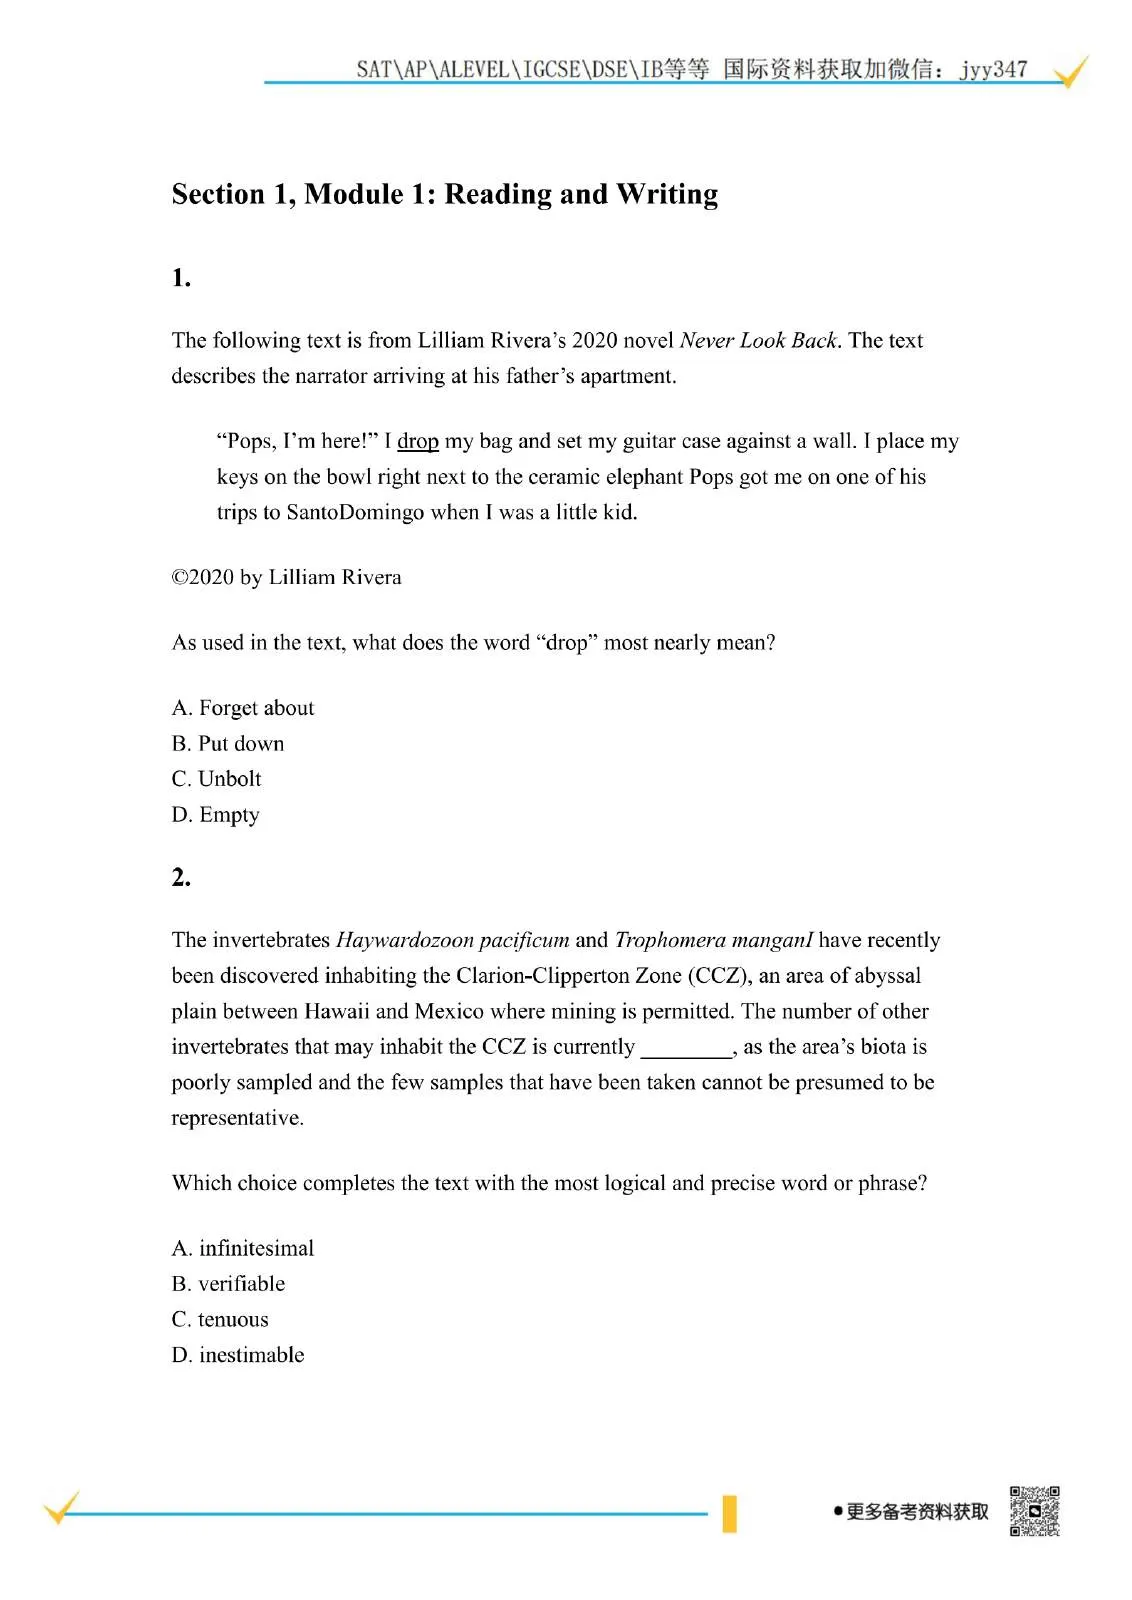 SAT\AP\ALEVEL\IGCSE\DSE\IB等等 国际资料获取加微信：jyy347
Section 1, Module 1: Reading and Writing
1.
The following text is from Lilliam Rivera’s 2020 novel Never Look Back. The text
describes the narrator arriving at his father’s apartment.
“Pops, I’m here!” I drop my bag and set my guitar case against a wall. I place my
keys on the bowl right next to the ceramic elephant Pops got me on one of his
trips to SantoDomingo when I was a little kid.
©2020 by Lilliam Rivera
As used in the text, what does the word “drop” most nearly mean?
A. Forget about
B. Put down
C. Unbolt
D. Empty
2.
The invertebrates Haywardozoon pacificum and Trophomera manganI have recently
been discovered inhabiting the Clarion-Clipperton Zone (CCZ), an area of abyssal
plain between Hawaii and Mexico where mining is permitted. The number of other
invertebrates that may inhabit the CCZ is currently ________, as the area’s biota is
poorly sampled and the few samples that have been taken cannot be presumed to be
representative.
Which choice completes the text with the most logical and precise word or phrase?
A. infinitesimal
B. verifiable
C. tenuous
D. inestimable
●更多备考资料获取